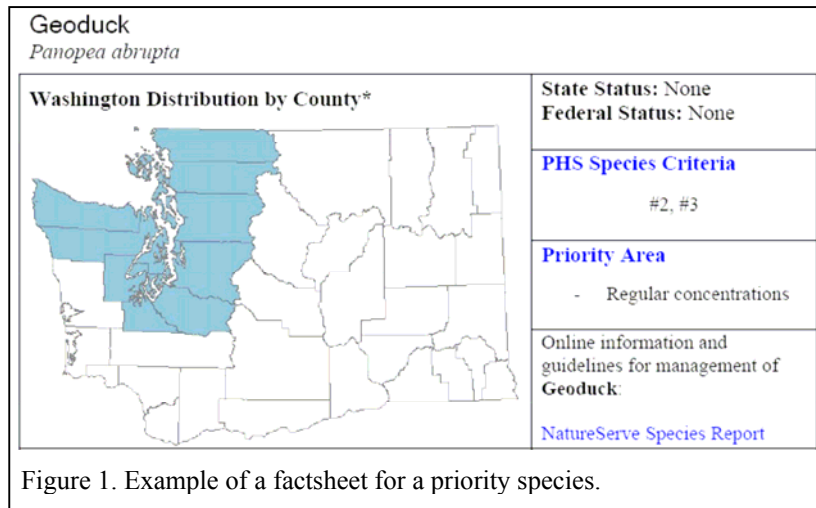 Geoduck
Panopea abrupta
Washington Distribution by County*
State Status: None
Federal Status: None
PHS Species Criteria
#2, #3
Priority Area
- Regular concentrations
Online information and
guidelines for management of
Geoduck:
NatureServe Species Report
Figure 1. Example of a factsheet for a priority species.